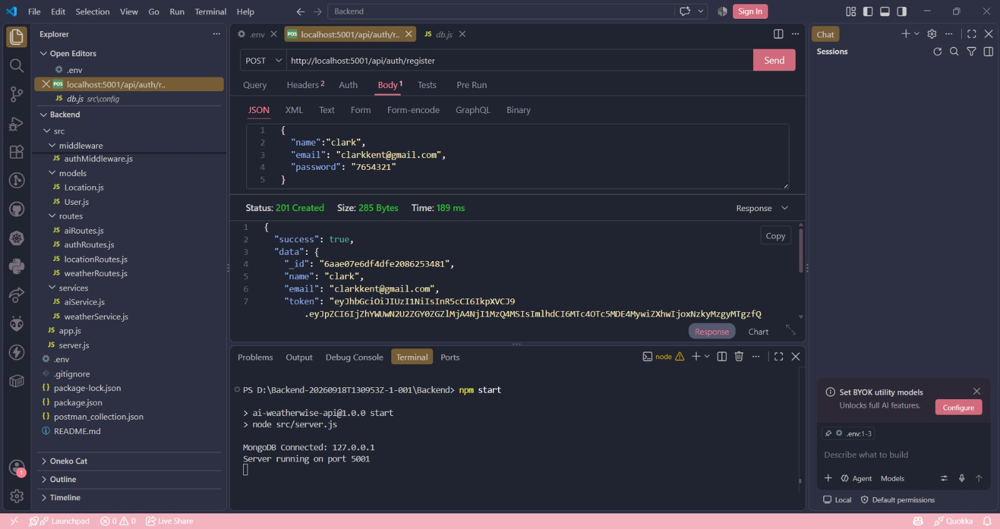 File Edit Selection View Go Run Terminal Help
Backend
Sign In
Explorer
Open Editors
.env
POS localhost:5001/api/auth/r..
JS db.js src\config
Backend
src
middleware
JS authMiddleware.js
models
JS Location.js
JS User.js
routes
JS aiRoutes.js
JS authRoutes.js
JS locationRoutes.js
JS weatherRoutes.js
services
JS aiService.js
JS weatherService.js
JS app.js
JS server.js
.env
.gitignore
{} package-lock.json
{} package.json
{} postman_collection.json
README.md
Oneko Cat
Outline
Timeline
1
.env
POS localhost:5001/api/auth/r..
JS db.js
POST http://localhost:5001/api/auth/register Send
Query Headers 2 Auth Body 1 Tests Pre Run
JSON XML Text Form Form-encode GraphQL Binary
1 {
2 "name":"clark",
3 "email": "clarkkent@gmail.com",
4 "password": "7654321"
5 }
Status: 201 Created Size: 285 Bytes Time: 189 ms Response
1 {
2 "success": true,
3 "data": {
4 "_id": "6aae07e6df4dfe2086253481",
5 "name": "clark",
6 "email": "clarkkent@gmail.com",
7 "token": "eyJhbGciOiJIUzI1NiIsInR5cCI6IkpXVCJ9
.eyJpZCI6IjZhYWUwN2U2ZGY0ZGZlMjA4NjI1MzQ4MSIsImlhdCI6MTc4OTc5MDE4MywiZXhwIjoxNzkyMzgyMTgzfQ
Copy
Response Chart
Problems Output Debug Console Terminal Ports
node
PS D:\Backend-20260918T130953Z-1-001\Backend> npm start
> ai-weatherwise-api@1.0.0 start
> node src/server.js
MongoDB Connected: 127.0.0.1
Server running on port 5001
Chat
Sessions
Set BYOK utility models
Unlocks full AI features.
Configure
.env:1-3
Describe what to build
Agent Models
Local Default permissions
Launchpad 0 0 Live Share
Quokka